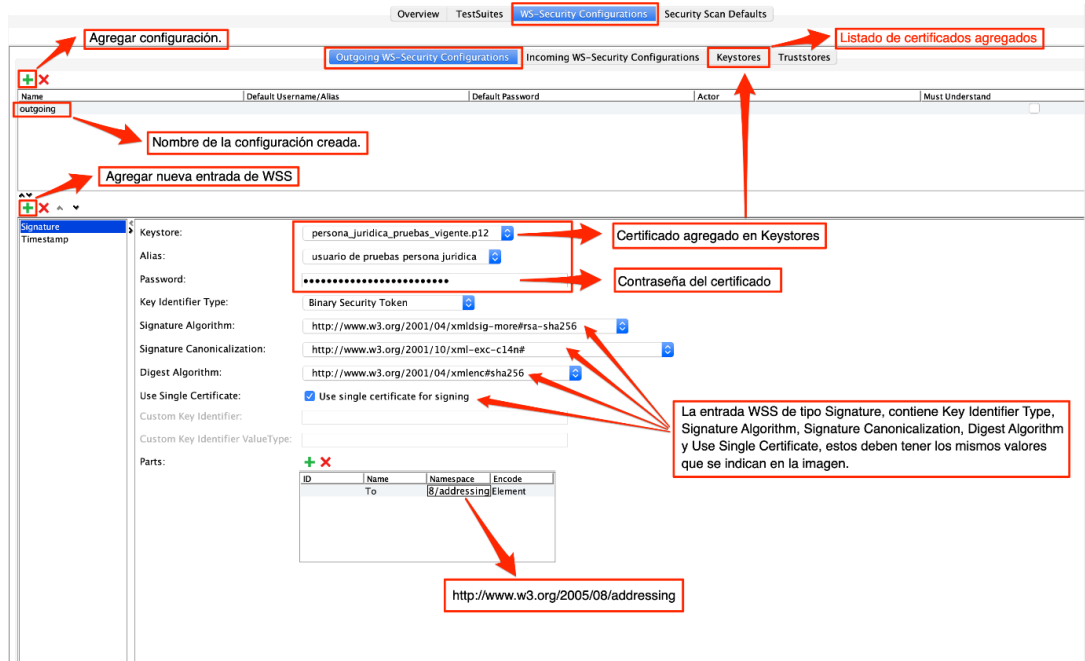 Overview TestSuites WS-Security Configurations Security Scan Defaults
Agregar configuración.
Listado de certificados agregados
Outgoing WS-Security Configurations Incoming WS-Security Configurations Keystores Truststores
Name Default Username/Alias Default Password Actor Must Understand
outgoing
Nombre de la configuración creada.
Agregar nueva entrada de WSS
Signature
Timestamp
Keystore: persona_juridica_pruebas_vigente.p12
Certificado agregado en Keystores
Alias: usuario de pruebas persona juridica
Password: •••••••••••••••••••••••••
Contraseña del certificado
Key Identifier Type: Binary Security Token
Signature Algorithm: http://www.w3.org/2001/04/xmldsig-more#rsa-sha256
Signature Canonicalization: http://www.w3.org/2001/10/xml-exc-c14n#
Digest Algorithm: http://www.w3.org/2001/04/xmlenc#sha256
Use Single Certificate: Use single certificate for signing
Custom Key Identifier:
Custom Key Identifier ValueType:
La entrada WSS de tipo Signature, contiene Key Identifier Type,
Signature Algorithm, Signature Canonicalization, Digest Algorithm
y Use Single Certificate, estos deben tener los mismos valores
que se indican en la imagen.
Parts:
ID Name Namespace Encode
To 8/addressing Element
http://www.w3.org/2005/08/addressing